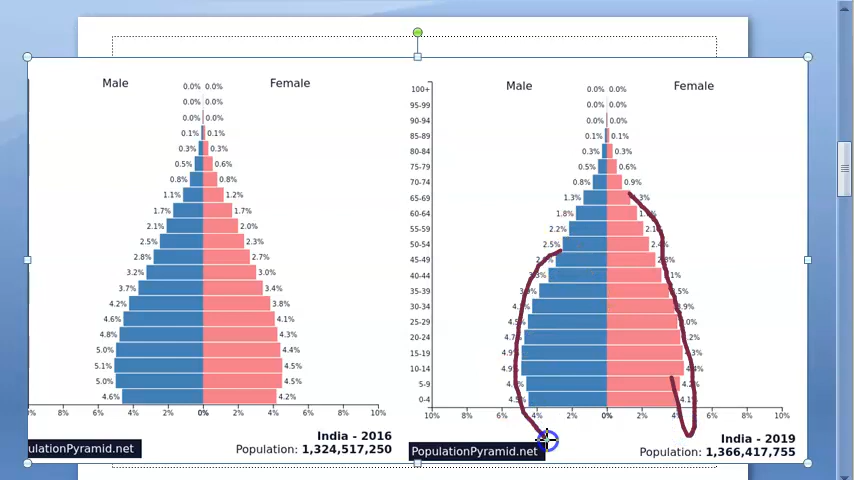 Male Female
0.0% 0.0%
0.0% 0.0%
0.0% 0.0%
0.1% 0.1%
0.3% 0.3%
0.5% 0.6%
0.8% 0.8%
1.1% 1.2%
1.7% 1.7%
2.1% 2.0%
2.5% 2.3%
2.8% 2.7%
3.2% 3.0%
3.7% 3.4%
4.2% 3.8%
4.6% 4.1%
4.8% 4.3%
5.0% 4.4%
5.1% 4.5%
5.0% 4.5%
4.6% 4.2%
8% 6% 4% 2% 0% 2% 4% 6% 8% 10%
India - 2016
Population: 1,324,517,250
ulationPyramid.net
Male Female
100+ 0.0% 0.0%
95-99 0.0% 0.0%
90-94 0.0% 0.0%
85-89 0.1% 0.1%
80-84 0.3% 0.3%
75-79 0.5% 0.6%
70-74 0.8% 0.9%
65-69 1.3%
60-64 1.8%
55-59 2.2%
50-54 2.5%
45-49
40-44
35-39
30-34
25-29
20-24
15-19
10-14
5-9
0-4
10% 8% 6% 2% 0% 2% 6% 8% 10%
India - 2019
Population: 1,366,417,755
PopulationPyramid.net